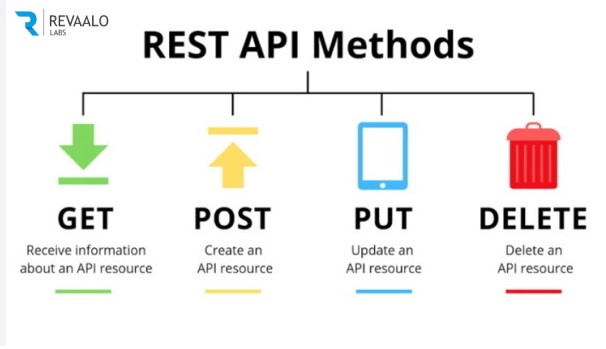 REVAALO
LABS
REST API Methods
GET
Receive information
about an API resource
POST
Create an
API resource
PUT
Update an
API resource
DELETE
Delete an
API resource